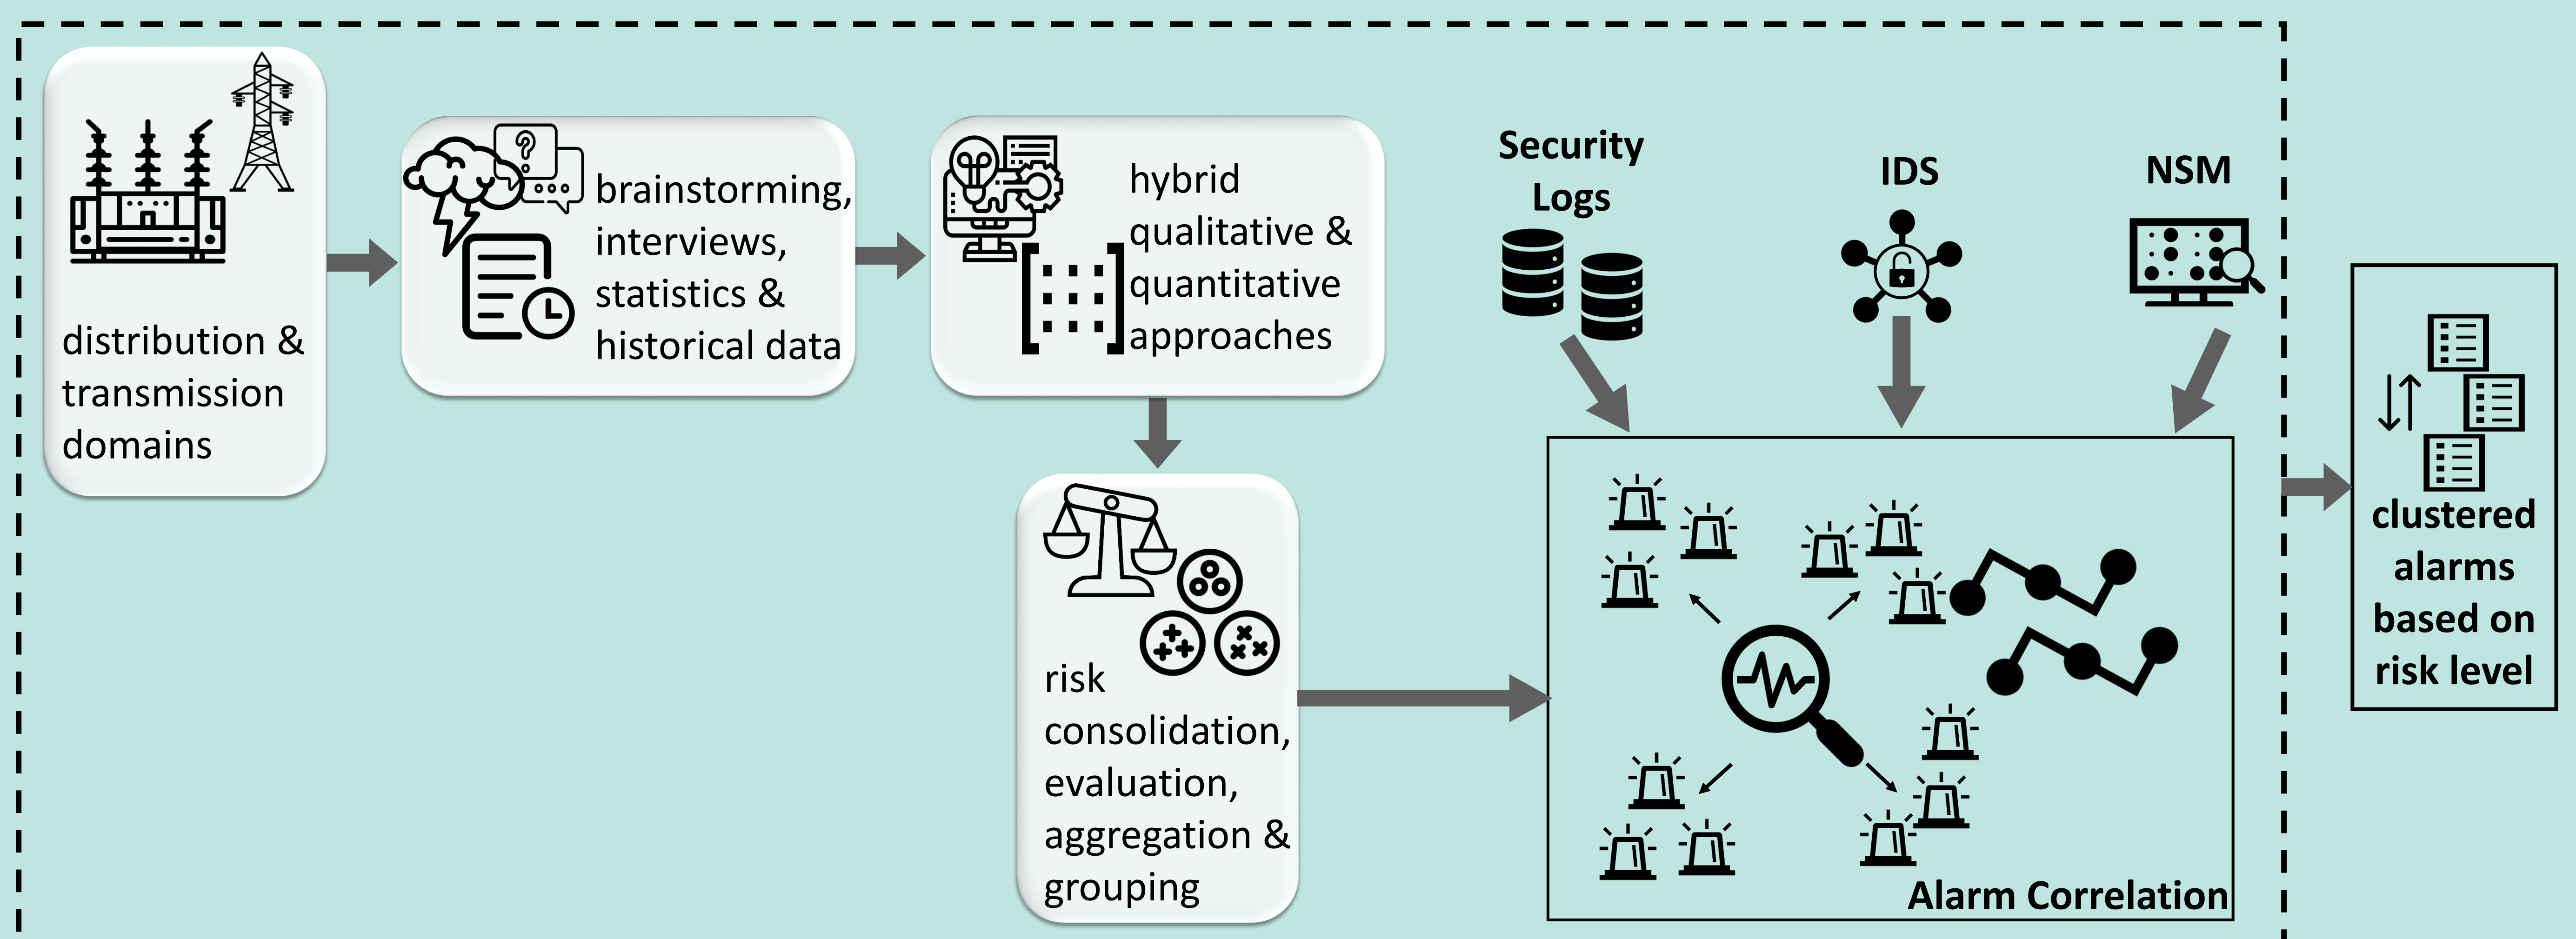 distribution &
transmission
domains
brainstorming,
interviews,
statistics &
historical data
hybrid
qualitative &
quantitative
approaches
risk
consolidation,
evaluation,
aggregation &
grouping
Security
Logs
IDS
NSM
Alarm Correlation
clustered
alarms
based on
risk level